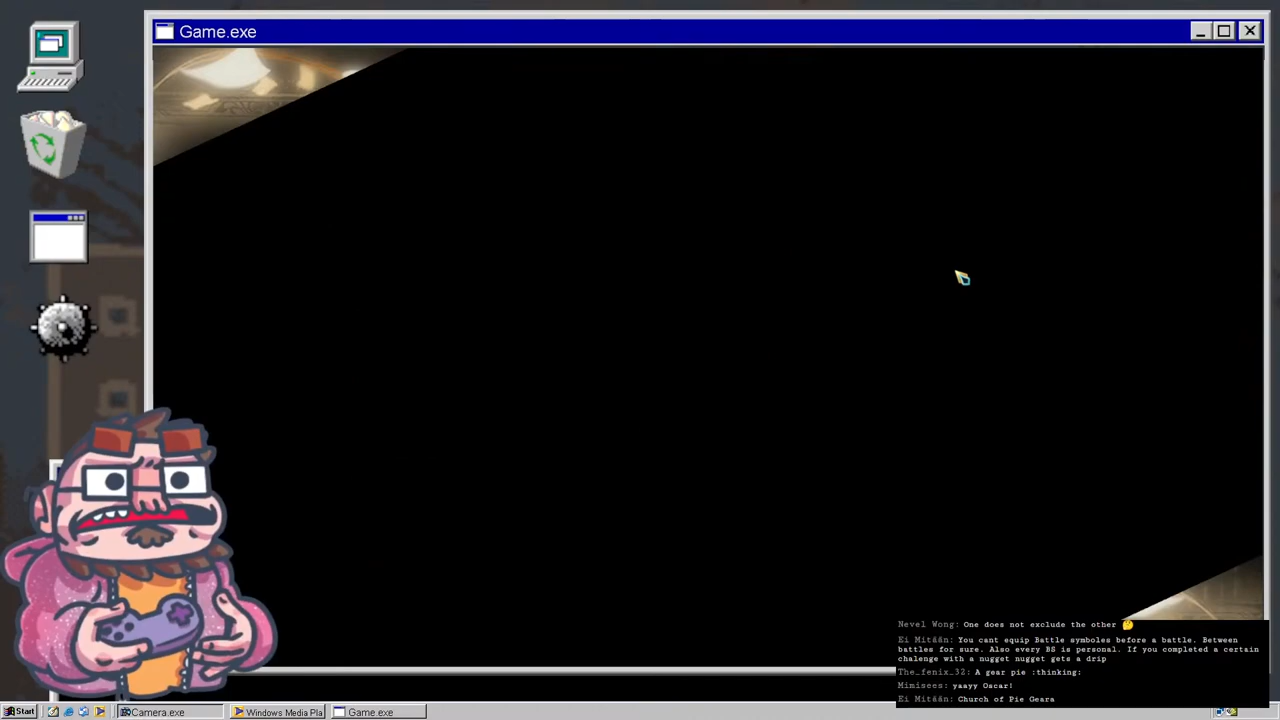 Game.exe
Nevel Wong: One does not exclude the other 🤔
Ei Mitään: You cant equip Battle symboles before a battle. Between
battles for sure. Also every BS is personal. If you completed a certain
chalenge with a nugget nugget gets a drip
The_fenix_32: A gear pie :thinking:
Mimisees: yaayy Oscar!
Ei Mitään: Church of Pie Geara
Start
Camera.exe
Windows Media Pla
Game.exe